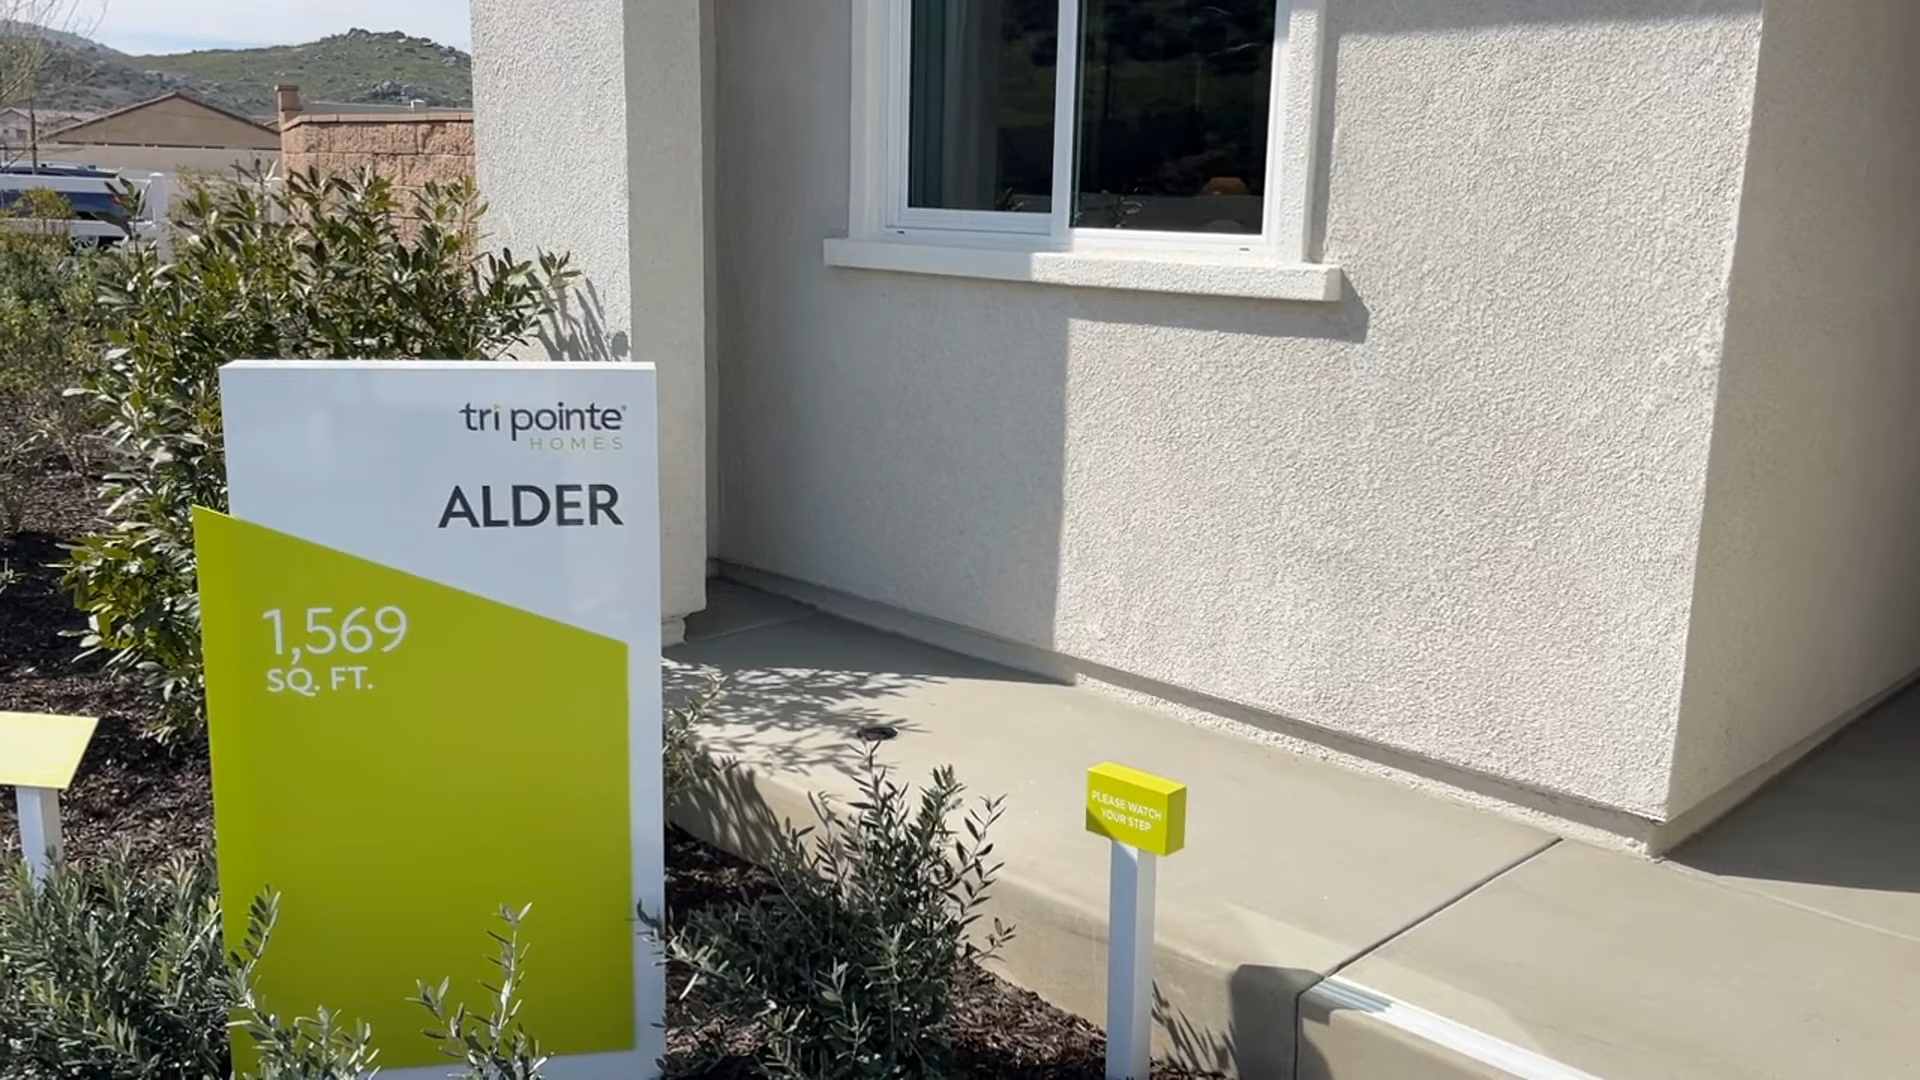 tri pointe®
HOMES
ALDER
1,569
SQ. FT.
PLEASE WATCH
YOUR STEP